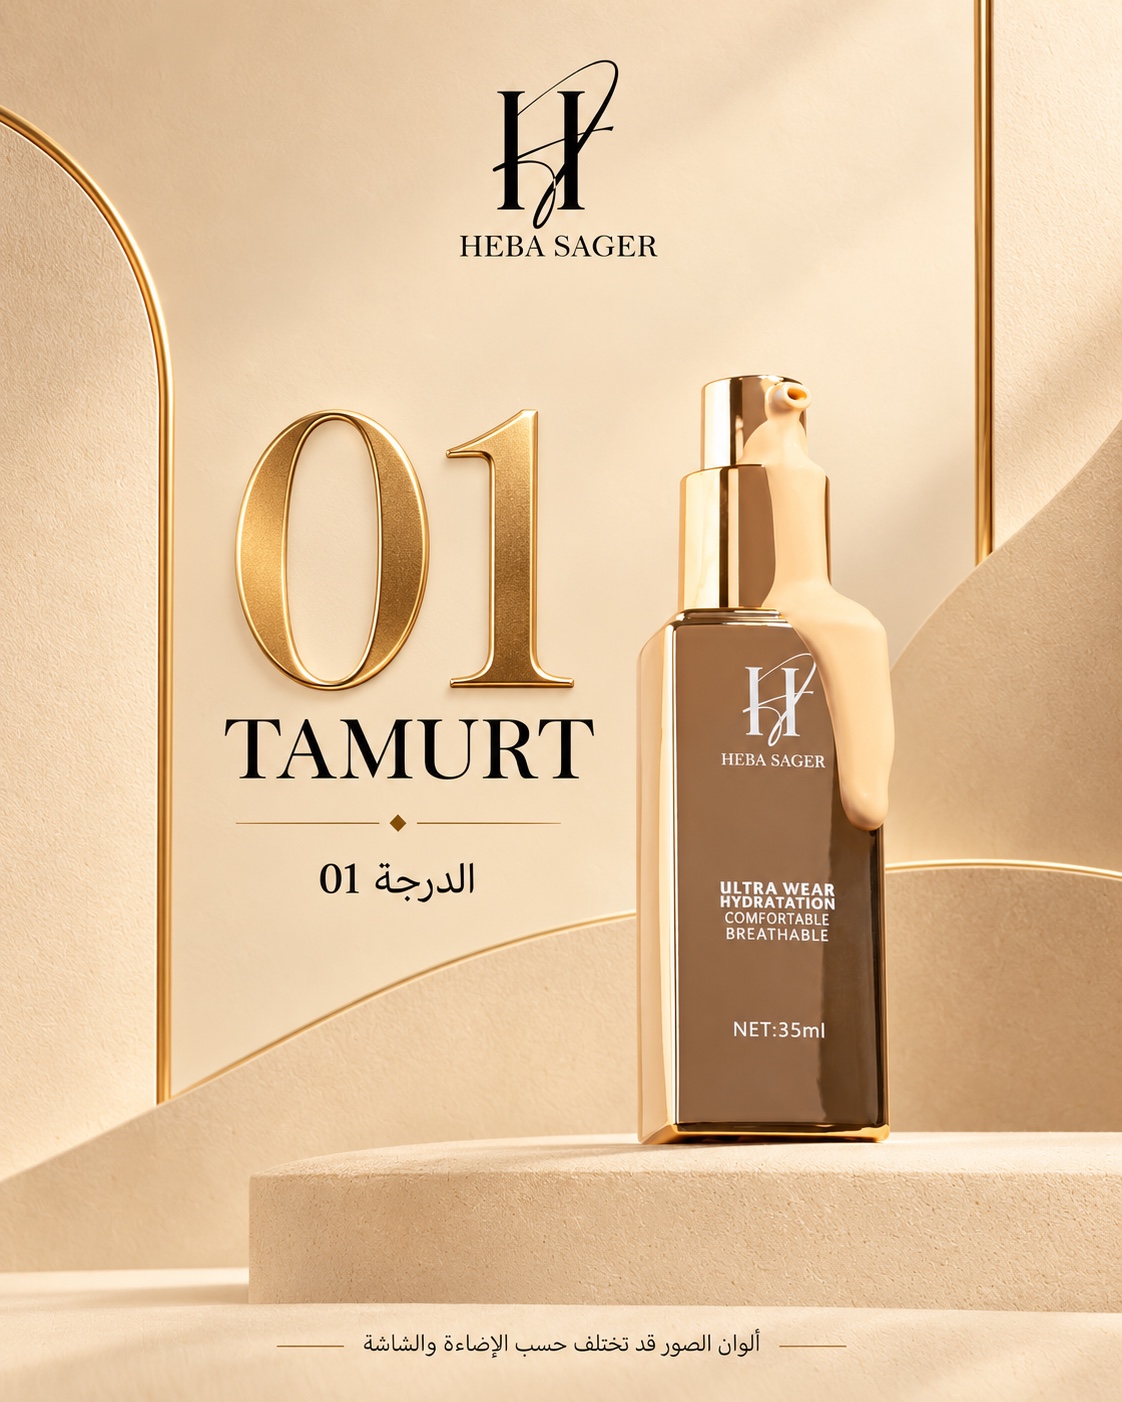 H
HEBA SAGER
01
TAMURT
الدرجة 01
H
HEBA SAGER
ULTRA WEAR
HYDRATATION
COMFORTABLE
BREATHABLE
NET:35ml
ألوان الصور قد تختلف حسب الإضاءة والشاشة